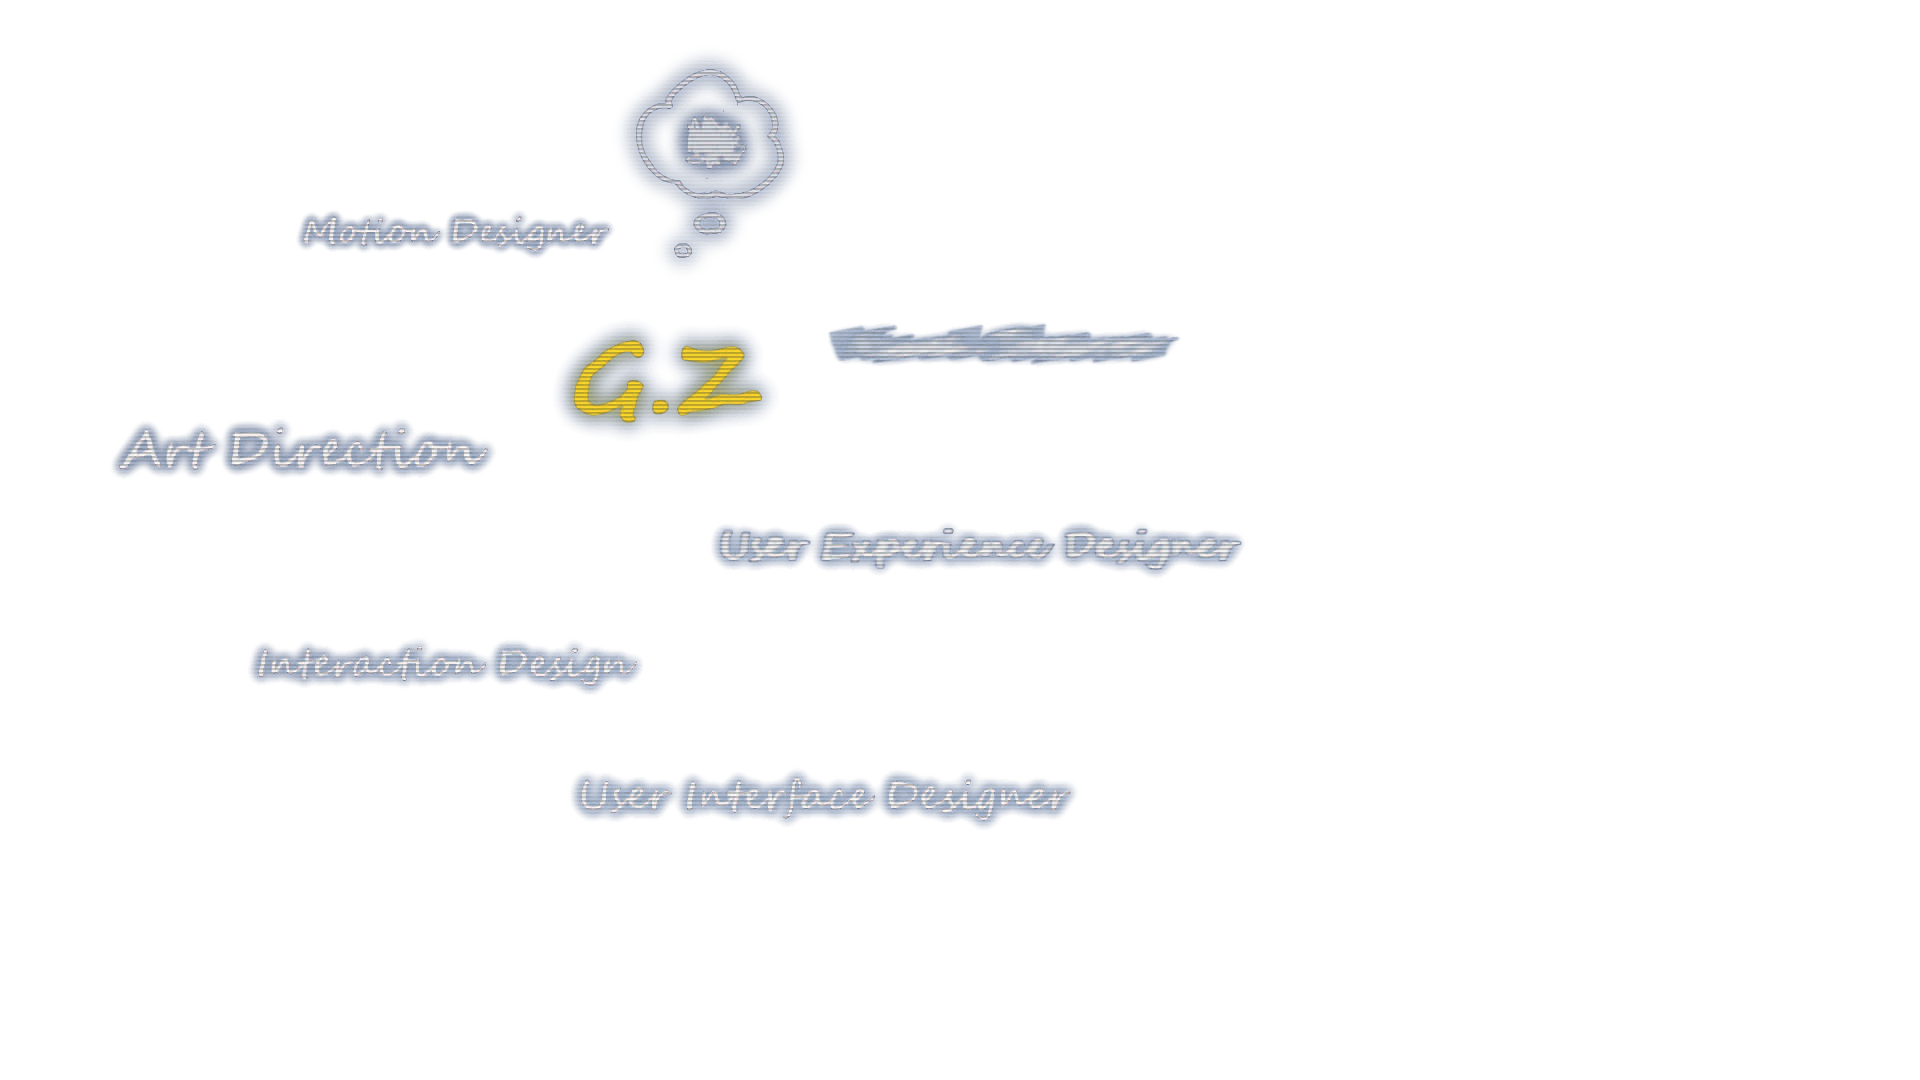 Motion Designer
G.Z
Art Direction
User Experience Designer
Interaction Design
User Interface Designer